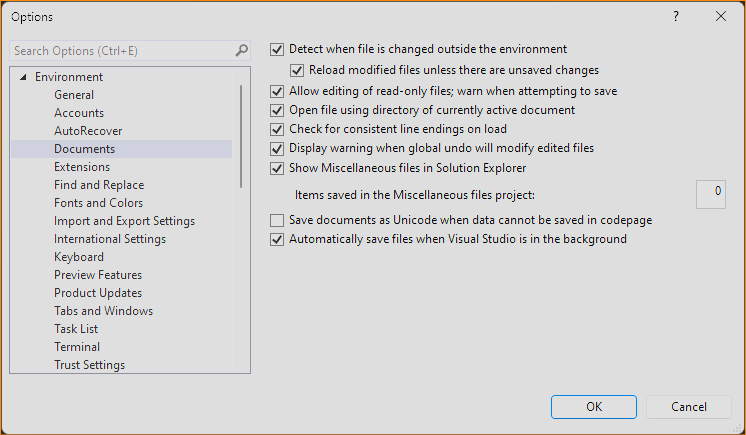 Options
?
Search Options (Ctrl+E)
Environment
General
Accounts
AutoRecover
Documents
Extensions
Find and Replace
Fonts and Colors
Import and Export Settings
International Settings
Keyboard
Preview Features
Product Updates
Tabs and Windows
Task List
Terminal
Trust Settings
Detect when file is changed outside the environment
Reload modified files unless there are unsaved changes
Allow editing of read-only files; warn when attempting to save
Open file using directory of currently active document
Check for consistent line endings on load
Display warning when global undo will modify edited files
Show Miscellaneous files in Solution Explorer
Items saved in the Miscellaneous files project: 0
Save documents as Unicode when data cannot be saved in codepage
Automatically save files when Visual Studio is in the background
OK
Cancel